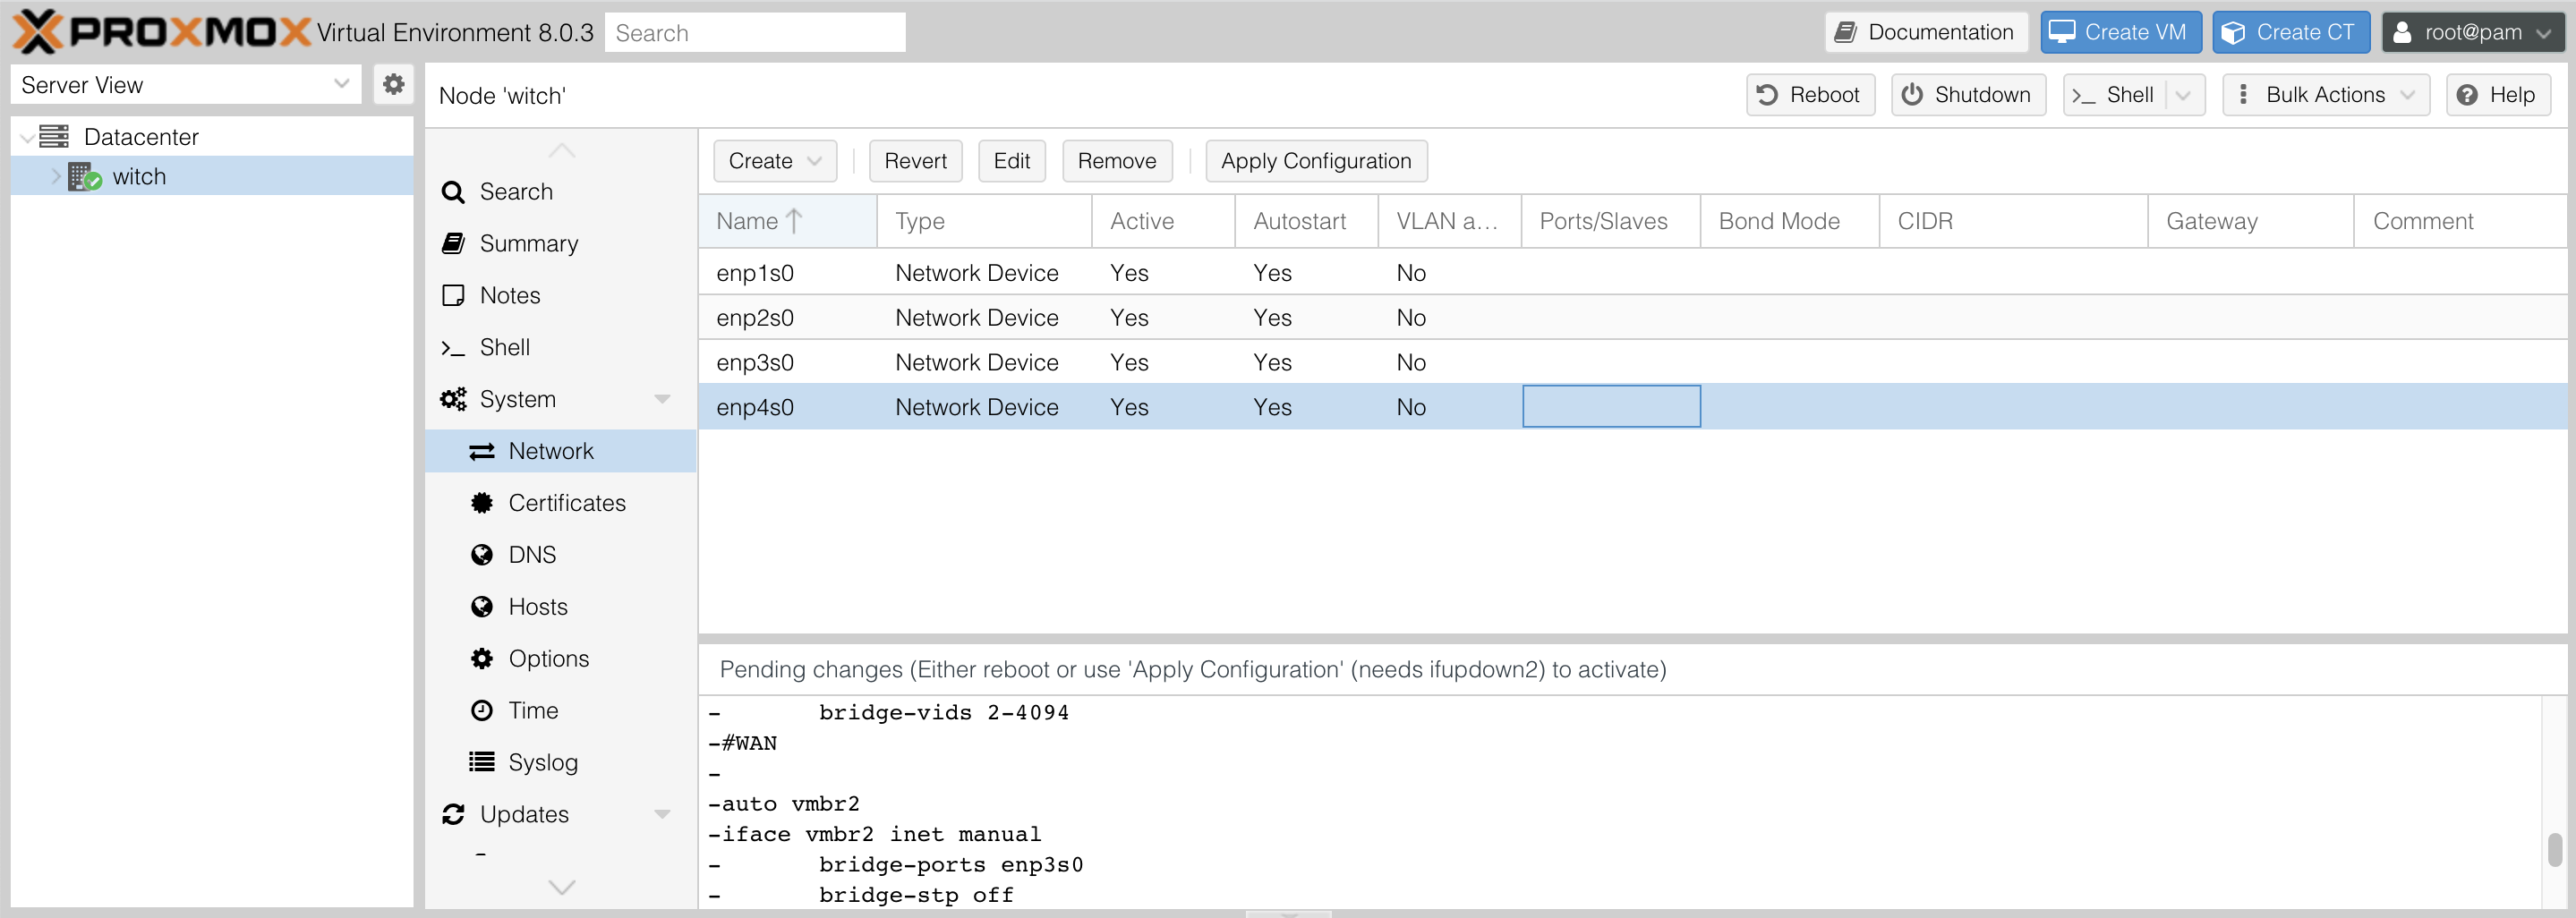 PROXMOX Virtual Environment 8.0.3 Search Documentation Create VM Create CT root@pam
Server View
Node 'witch' Reboot Shutdown >_ Shell Bulk Actions Help
Datacenter
witch
Create Revert Edit Remove Apply Configuration
Search
Summary
Notes
>_ Shell
System
Network
Certificates
DNS
Hosts
Options
Time
Syslog
Updates
Name Type Active Autostart VLAN a... Ports/Slaves Bond Mode CIDR Gateway Comment
enp1s0 Network Device Yes Yes No
enp2s0 Network Device Yes Yes No
enp3s0 Network Device Yes Yes No
enp4s0 Network Device Yes Yes No
Pending changes (Either reboot or use 'Apply Configuration' (needs ifupdown2) to activate)
-       bridge-vids 2-4094
-#WAN
-
-auto vmbr2
-iface vmbr2 inet manual
-       bridge-ports enp3s0
-       bridge-stp off